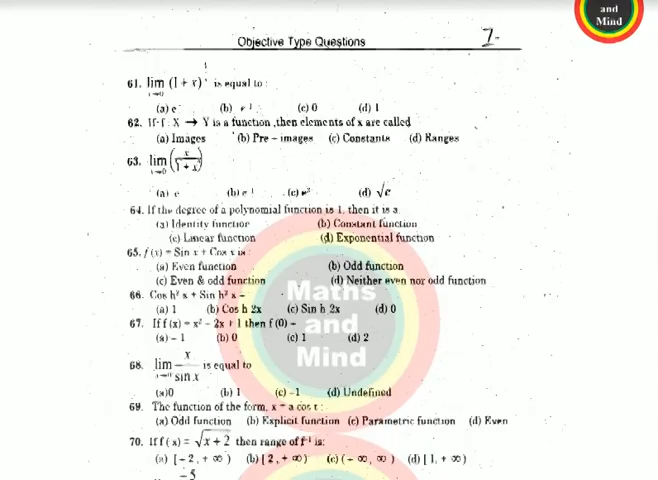 and
Mind
Objective Type Questions
61. lim (1 + x) is equal to :
x→0
(a) e (b) e⁻¹ (c) 0 (d) 1
62. If f : X → Y is a function ,then elements of x are called
(a) Images (b) Pre – images (c) Constants (d) Ranges
63. lim (x / 1 + x)
x→0
(a) e (b) e⁻¹ (c) e² (d) √e
64. If the degree of a polynomial function is 1, then it is a
(a) Identity function (b) Constant function
(c) Linear function (d) Exponential function
65. f (x) = Sin x + Cos x is :
(a) Even function (b) Odd function
(c) Even & odd function (d) Neither even nor odd function
66. Cos h² x + Sin h² x =
(a) 1 (b) Cos h 2x (c) Sin h 2x (d) 0
67. If f (x) = x² – 2x + 1 then f (0) =
(a) – 1 (b) 0 (c) 1 (d) 2
68. lim x / sin x is equal to
(a) 0 (b) 1 (c) –1 (d) Undefined
69. The function of the form, x = a cos t :
(a) Odd function (b) Explicit function (c) Parametric function (d) Even
70. If f ( x) = √x + 2 then range of f⁻¹ is:
(a) [–2, + ∞ ) (b) [ 2, + ∞) (c) (– ∞, ∞ ) (d) [ 1, + ∞)
–5
Maths
and
Mind